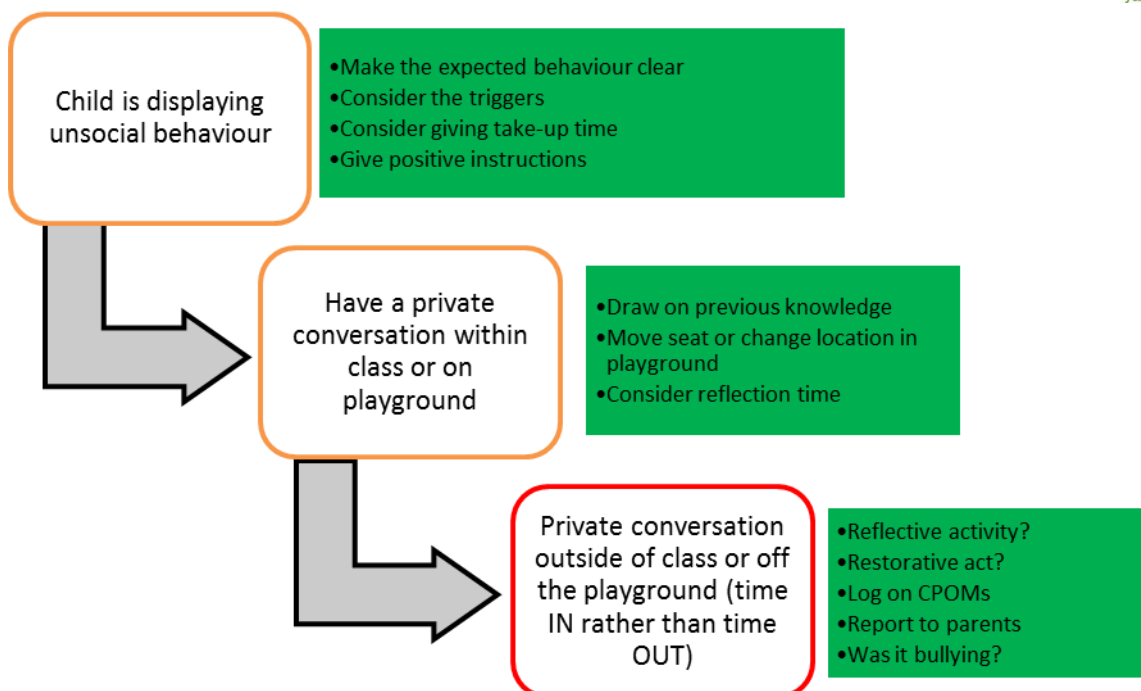 Child is displaying
unsocial behaviour
•Make the expected behaviour clear
•Consider the triggers
•Consider giving take-up time
•Give positive instructions
Have a private
conversation within
class or on
playground
•Draw on previous knowledge
•Move seat or change location in
playground
•Consider reflection time
Private conversation
outside of class or off
the playground (time
IN rather than time
OUT)
•Reflective activity?
•Restorative act?
•Log on CPOMs
•Report to parents
•Was it bullying?